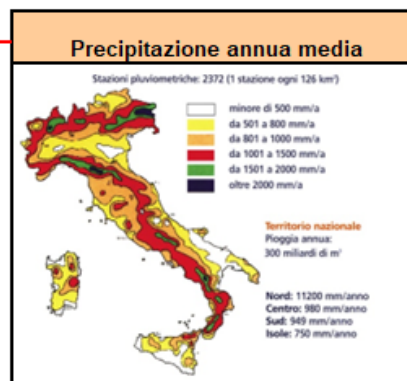 Precipitazione annua media
Stazioni pluviometriche: 2372 (1 stazione ogni 126 km²)
minore di 500 mm/a
da 501 a 800 mm/a
da 801 a 1000 mm/a
da 1001 a 1500 mm/a
da 1501 a 2000 mm/a
oltre 2000 mm/a
Territorio nazionale
Pioggia annua:
300 miliardi di m³
Nord: 11200 mm/anno
Centro: 980 mm/anno
Sud: 949 mm/anno
Isole: 750 mm/anno